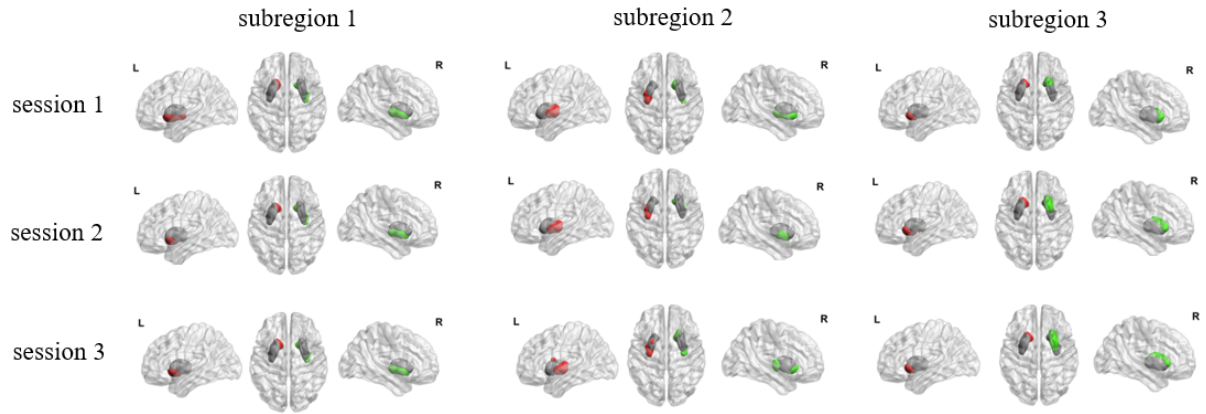 subregion 1 subregion 2 subregion 3
L R L R L R
session 1
L R L R L R
session 2
L R L R L R
session 3